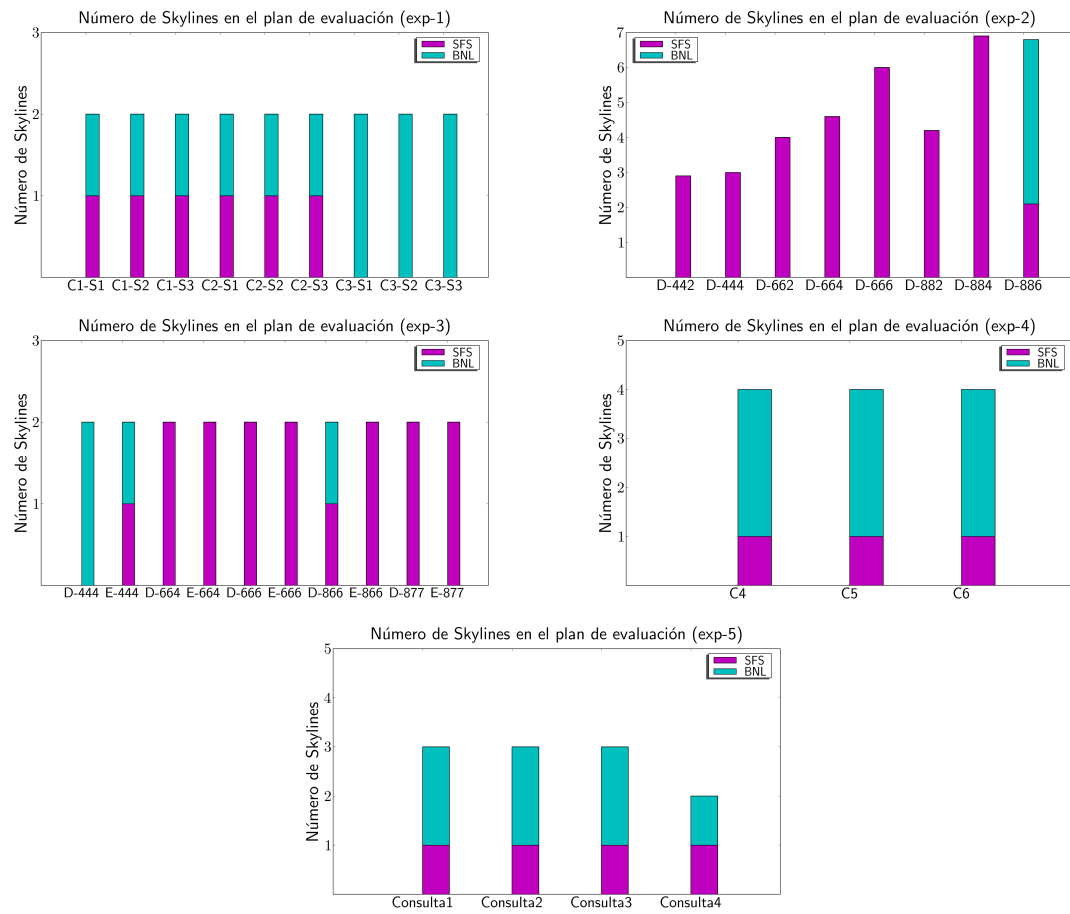 Número de Skylines en el plan de evaluación (exp-1)
3
2
1
Número de Skylines
SFS
BNL
C1-S1 C1-S2 C1-S3 C2-S1 C2-S2 C2-S3 C3-S1 C3-S2 C3-S3
Número de Skylines en el plan de evaluación (exp-2)
7
6
5
4
3
2
1
Número de Skylines
SFS
BNL
D-442 D-444 D-662 D-664 D-666 D-882 D-884 D-886
Número de Skylines en el plan de evaluación (exp-3)
3
2
1
Número de Skylines
SFS
BNL
D-444 E-444 D-664 E-664 D-666 E-666 D-866 E-866 D-877 E-877
Número de Skylines en el plan de evaluación (exp-4)
5
4
3
2
1
Número de Skylines
SFS
BNL
C4 C5 C6
Número de Skylines en el plan de evaluación (exp-5)
5
4
3
2
1
Número de Skylines
SFS
BNL
Consulta1 Consulta2 Consulta3 Consulta4